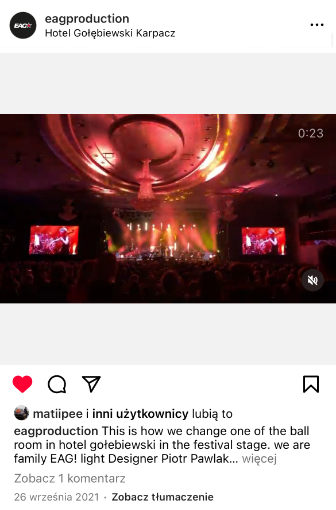 EAG
eagproduction
Hotel Gołębiewski Karpacz
0:23
matiipee i inni użytkownicy lubią to
eagproduction This is how we change one of the ball
room in hotel gołebiewski in the festival stage. we are
family EAG! light Designer Piotr Pawlak... więcej
Zobacz 1 komentarz
26 września 2021 · Zobacz tłumaczenie